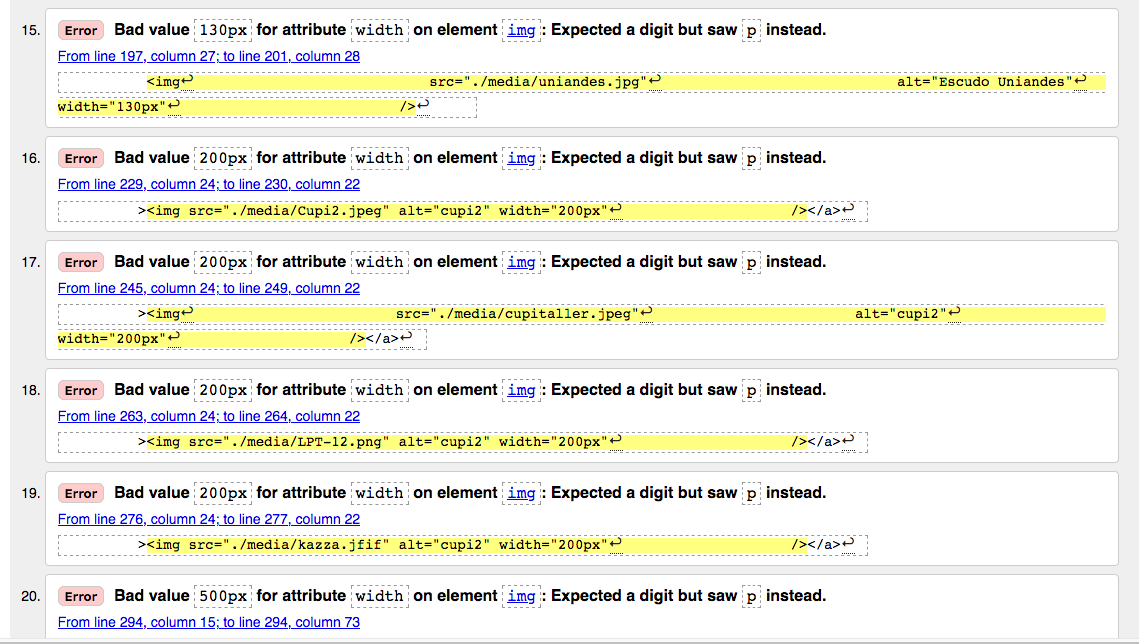 15. Error Bad value 130px for attribute width on element img: Expected a digit but saw p instead.
From line 197, column 27; to line 201, column 28
<img↩ src="./media/uniandes.jpg"↩ alt="Escudo Uniandes"↩
width="130px"↩ />↩
16. Error Bad value 200px for attribute width on element img: Expected a digit but saw p instead.
From line 229, column 24; to line 230, column 22
><img src="./media/Cupi2.jpeg" alt="cupi2" width="200px"↩ /></a>↩
17. Error Bad value 200px for attribute width on element img: Expected a digit but saw p instead.
From line 245, column 24; to line 249, column 22
><img↩ src="./media/cupitaller.jpeg"↩ alt="cupi2"↩
width="200px"↩ /></a>↩
18. Error Bad value 200px for attribute width on element img: Expected a digit but saw p instead.
From line 263, column 24; to line 264, column 22
><img src="./media/LPT-12.png" alt="cupi2" width="200px"↩ /></a>↩
19. Error Bad value 200px for attribute width on element img: Expected a digit but saw p instead.
From line 276, column 24; to line 277, column 22
><img src="./media/kazza.jfif" alt="cupi2" width="200px"↩ /></a>↩
20. Error Bad value 500px for attribute width on element img: Expected a digit but saw p instead.
From line 294, column 15; to line 294, column 73